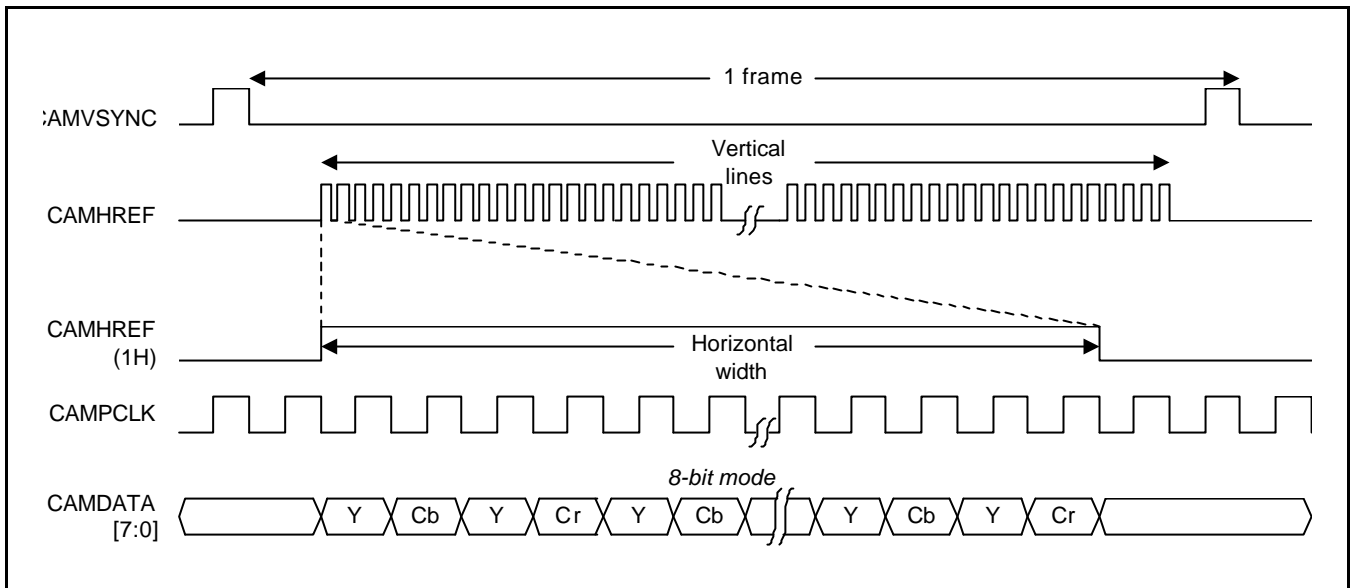 1 frame
AMVSYNC
Vertical
lines
CAMHREF
CAMHREF
(1H)
Horizontal
width
CAMPCLK
8-bit mode
CAMDATA
[7:0]
Y Cb Y Cr Y Cb Y Cb Y Cr